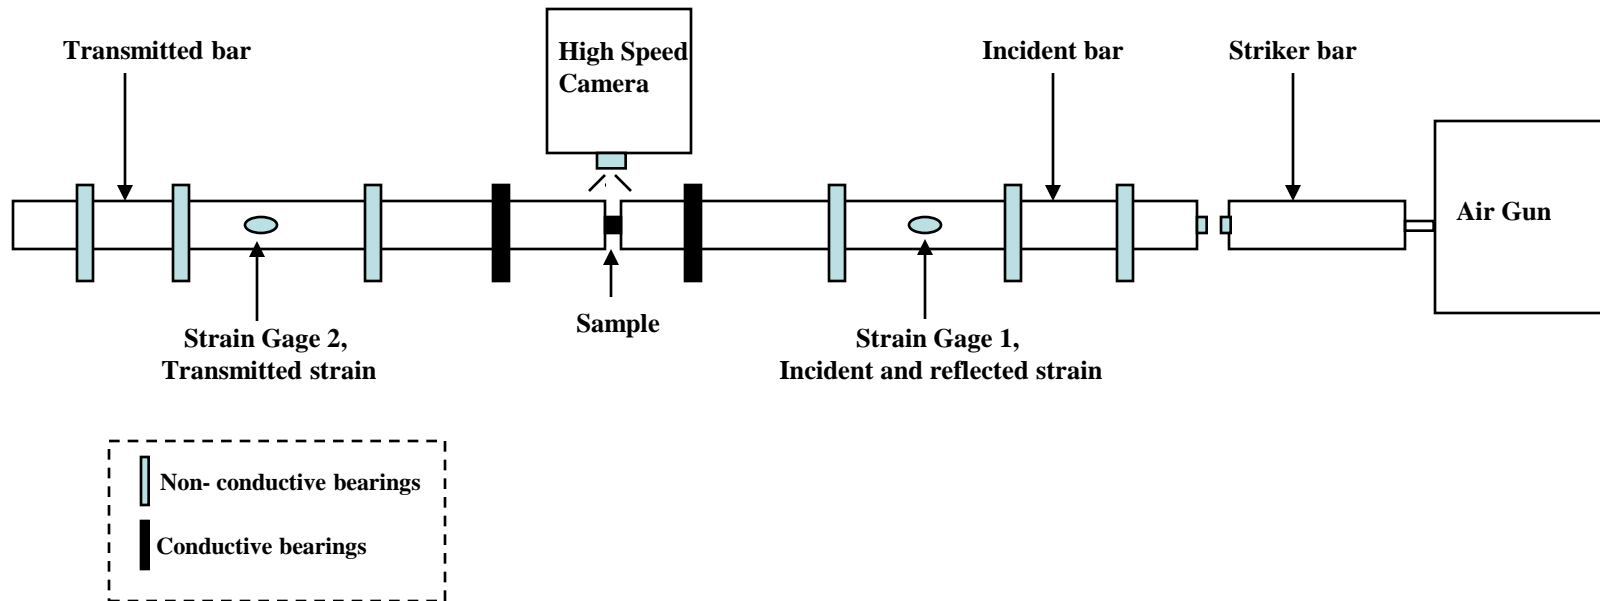 Transmitted bar
High Speed
Camera
Incident bar
Striker bar
Air Gun
Sample
Strain Gage 2,
Transmitted strain
Strain Gage 1,
Incident and reflected strain
Non- conductive bearings
Conductive bearings